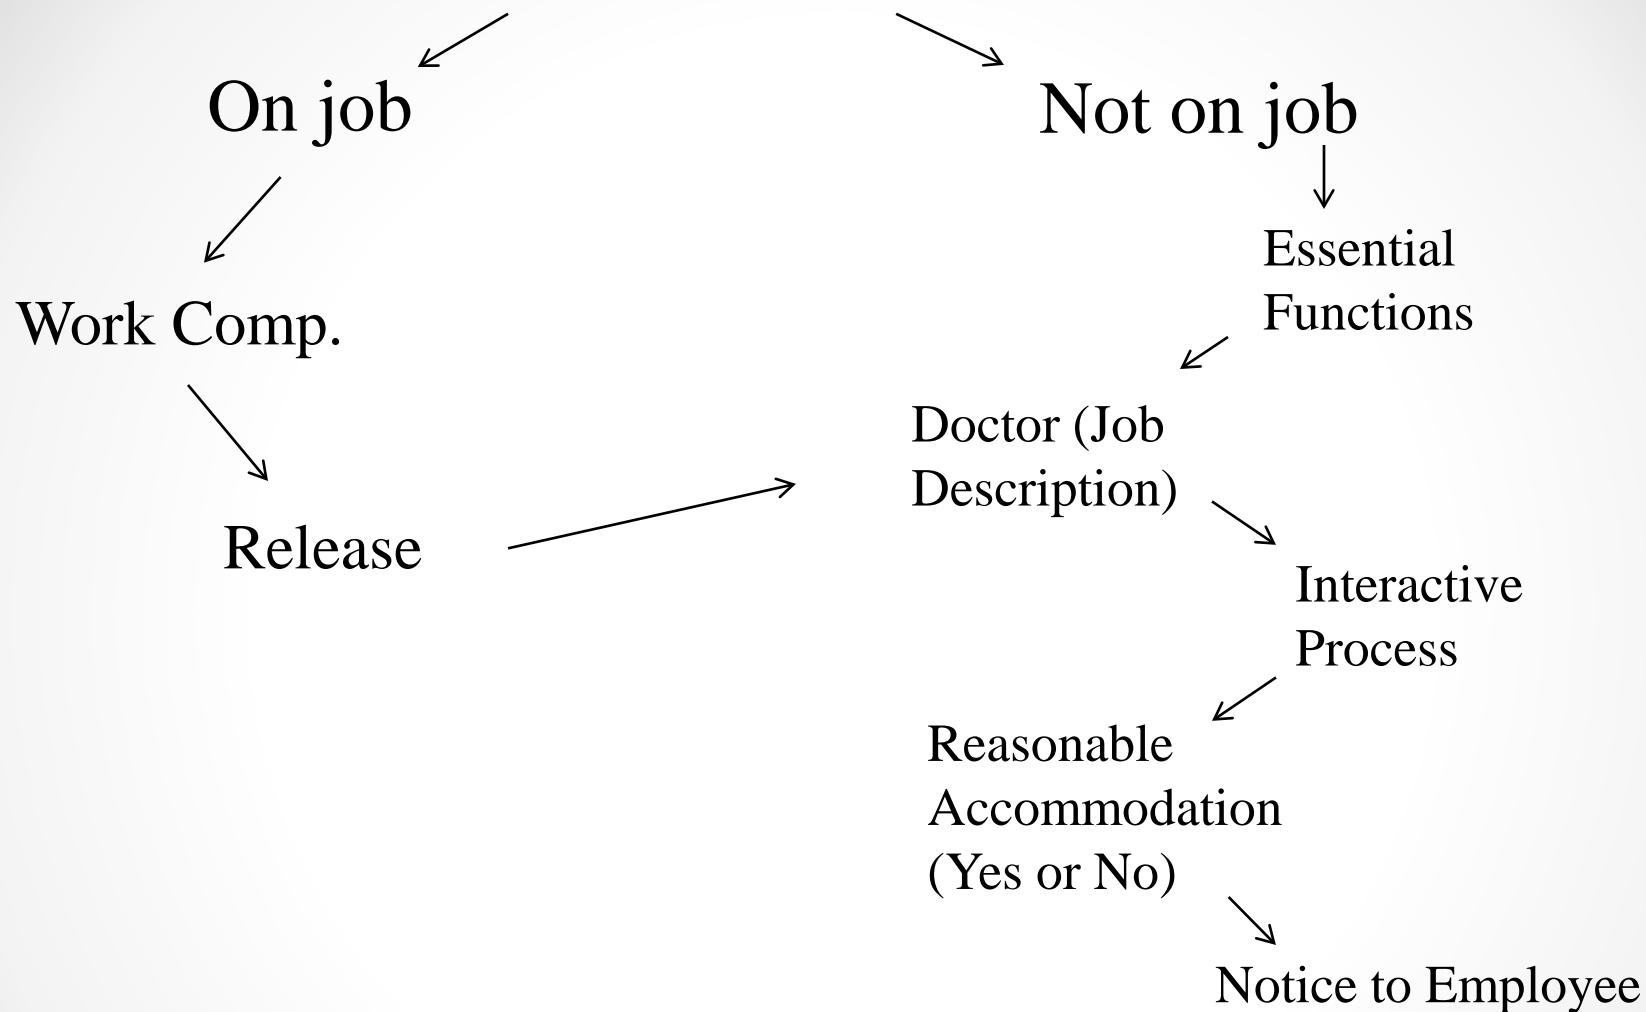 On job
Not on job
Work Comp.
Release
Essential
Functions
Doctor (Job
Description)
Interactive
Process
Reasonable
Accommodation
(Yes or No)
Notice to Employee